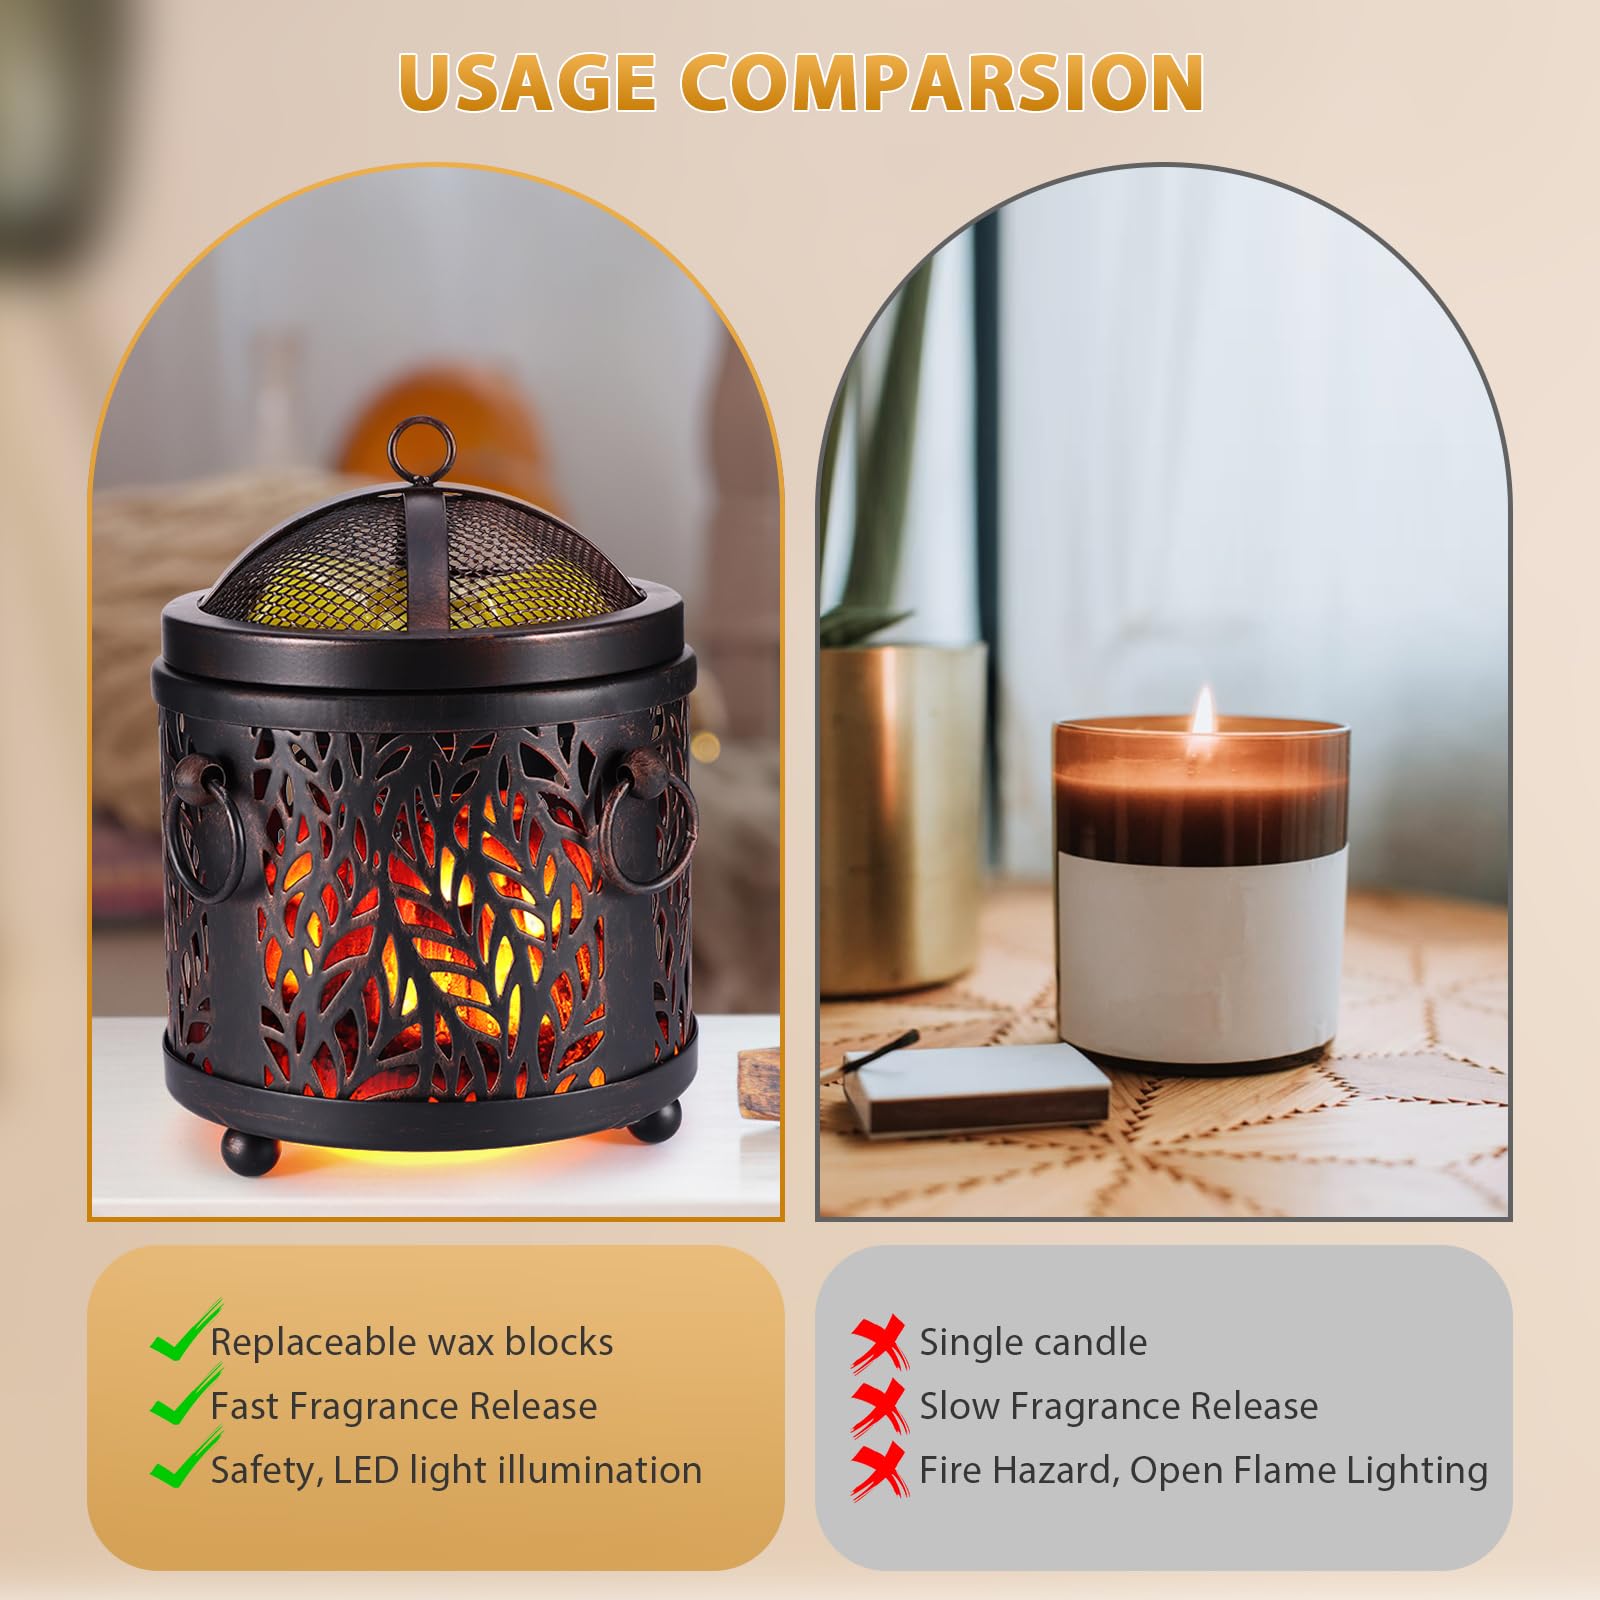 USAGE COMPARSION
Replaceable wax blocks
Fast Fragrance Release
Safety, LED light illumination
Single candle
Slow Fragrance Release
Fire Hazard, Open Flame Lighting